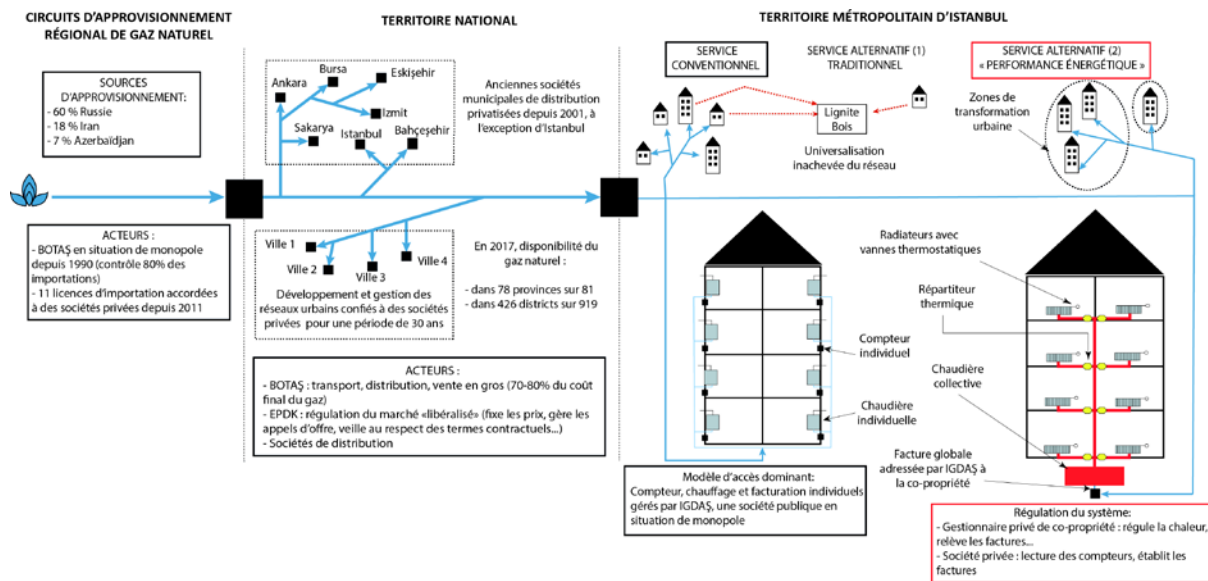 CIRCUITS D'APPROVISIONNEMENT
RÉGIONAL DE GAZ NATUREL
SOURCES
D'APPROVISIONNEMENT:
- 60 % Russie
- 18 % Iran
- 7 % Azerbaïdjan
ACTEURS :
- BOTAŞ en situation de monopole
depuis 1990 (contrôle 80% des
importations)
- 11 licences d'importation accordées
à des sociétés privées depuis 2011
TERRITOIRE NATIONAL
Bursa
Eskişehir
Ankara
Izmit
Sakarya
Istanbul
Bahçeşehir
Anciennes sociétés
municipales de distribution
privatisées depuis 2001, à
l'exception d'Istanbul
Ville 1
Ville 2
Ville 3
Ville 4
Développement et gestion des
réseaux urbains confiés à des sociétés
privées pour une période de 30 ans
En 2017, disponibilité du
gaz naturel :
- dans 78 provinces sur 81
- dans 426 districts sur 919
ACTEURS :
- BOTAŞ : transport, distribution, vente en gros (70-80% du coût
final du gaz)
- EPDK : régulation du marché «libéralisé» (fixe les prix, gère les
appels d'offre, veille au respect des termes contractuels...)
- Sociétés de distribution
TERRITOIRE MÉTROPOLITAIN D'ISTANBUL
SERVICE
CONVENTIONNEL
SERVICE ALTERNATIF (1)
TRADITIONNEL
SERVICE ALTERNATIF (2)
« PERFORMANCE ÉNERGÉTIQUE »
Lignite
Bois
Universalisation
inachevée du réseau
Zones de
transformation
urbaine
Compteur
individuel
Chaudière
individuelle
Radiateurs avec
vannes thermostatiques
Répartiteur
thermique
Chaudière
collective
Facture globale
adressée par IGDAŞ à
la co-propriété
Modèle d'accès dominant:
Compteur, chauffage et facturation individuels
gérés par IGDAŞ, une société publique en
situation de monopole
Régulation du système:
- Gestionnaire privé de co-propriété : régule la chaleur,
relève les factures...
- Société privée : lecture des compteurs, établit les
factures